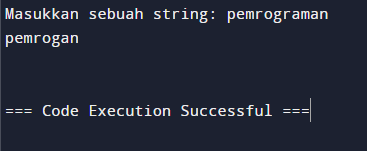 Masukkan sebuah string: pemrograman
pemrogan
=== Code Execution Successful ===